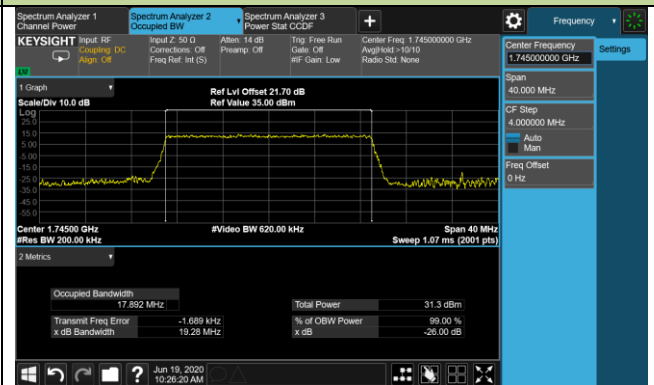 Spectrum Analyzer 1
Channel Power
Spectrum Analyzer 2
Occupied BW
Spectrum Analyzer 3
Power Stat CCDF
+
Frequency
KEYSIGHT
Input: RF
Coupling: DC
Align: Off
Input Z: 50 Ω
Corrections: Off
Freq Ref: Int (S)
Atten: 14 dB
Preamp: Off
Trig: Free Run
Gate: Off
#IF Gain: Low
Center Freq: 1.745000000 GHz
Avg|Hold:>10/10
Radio Std: None
LW
Center Frequency
1.745000000 GHz
Settings
Span
40.000 MHz
CF Step
4.000000 MHz
Auto
Man
Freq Offset
0 Hz
1 Graph
Ref Lvl Offset 21.70 dB
Scale/Div 10.0 dB
Ref Value 35.00 dBm
Log
25.0
15.0
5.00
-5.00
-15.0
-25.0
-35.0
-45.0
-55.0
Center 1.74500 GHz
#Video BW 620.00 kHz
Span 40 MHz
#Res BW 200.00 kHz
Sweep 1.07 ms (2001 pts)
2 Metrics
Occupied Bandwidth
17.892 MHz
Total Power
31.3 dBm
Transmit Freq Error
-1.689 kHz
% of OBW Power
99.00 %
x dB Bandwidth
19.28 MHz
x dB
-26.00 dB
?
Jun 19, 2020
10:26:20 AM